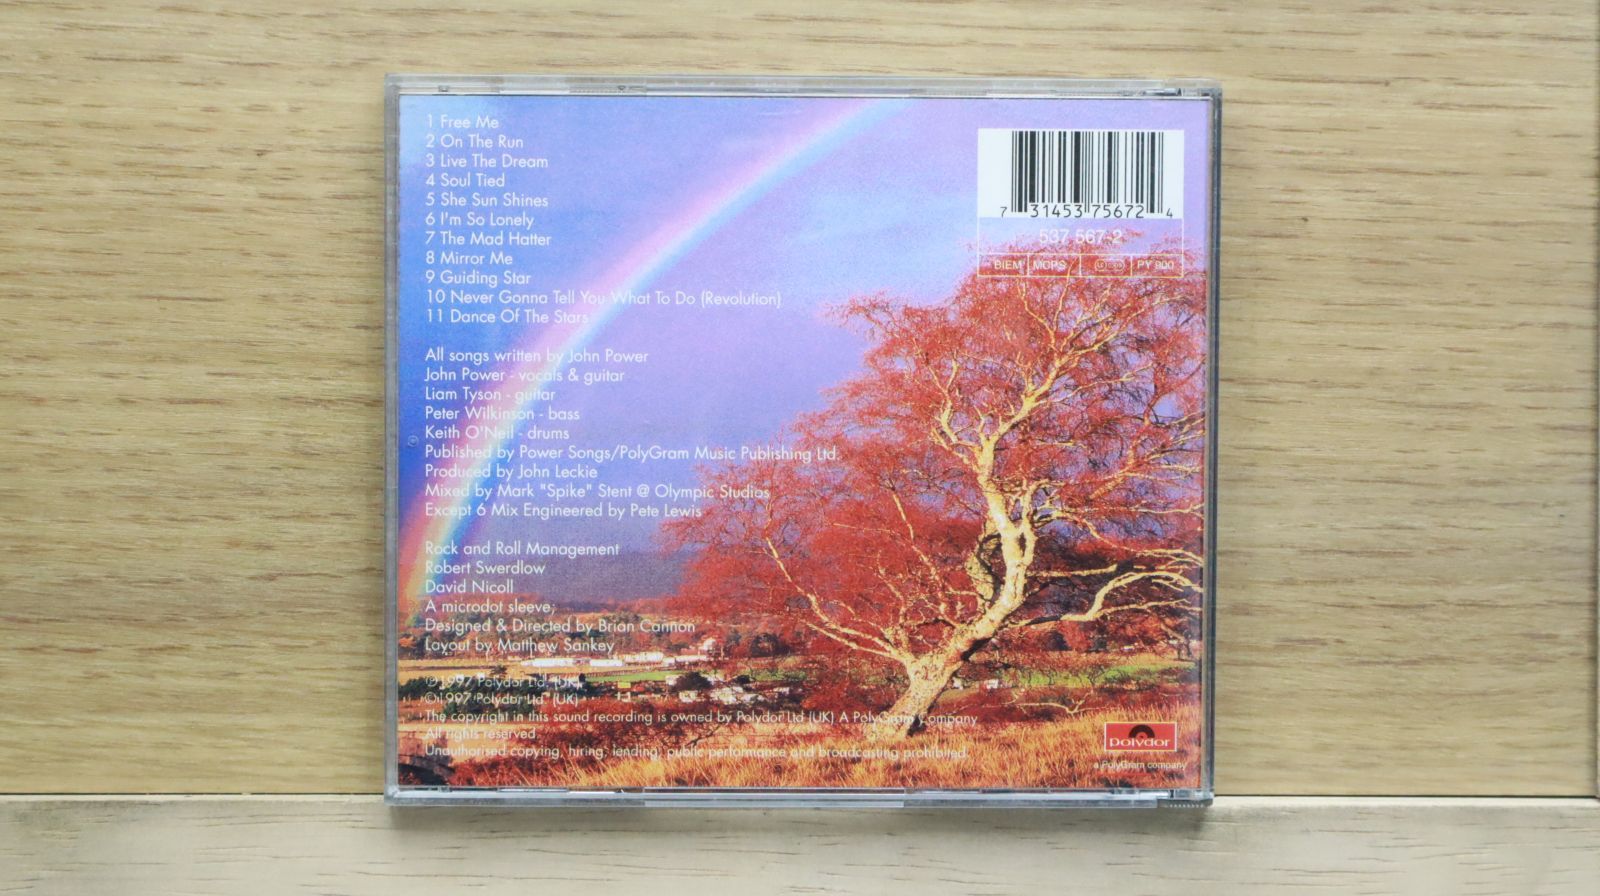 1 Free Me
2 On The Run
3 Live The Dream
4 Soul Tied
5 She Sun Shines
6 I'm So Lonely
7 The Mad Hatter
8 Mirror Me
9 Guiding Star
10 Never Gonna Tell You What To Do (Revolution)
11 Dance Of The Stars
All songs written by John Power
John Power - vocals & guitar
Liam Tyson - guitar
Peter Wilkinson - bass
Keith O'Neil - drums
Published by Power Songs/PolyGram Music Publishing Ltd.
Produced by John Leckie
Mixed by Mark "Spike" Stent @ Olympic Studios
Except 6 Mix Engineered by Pete Lewis
Rock and Roll Management
Robert Swerdlow
David Nicoll
A microdot sleeve;
Designed & Directed by Brian Cannon
Layout by Matthew Sankey
℗1997 Polydor Ltd. (UK)
©1997 Polydor Ltd. (UK)
The copyright in this sound recording is owned by Polydor Ltd (UK) A PolyGram Company
All rights reserved.
Unauthorised copying, hiring, lending, public performance and broadcasting prohibited.
7 31453 75672 4
537 567-2
BIEM MCPS PY 900
Polydor
a PolyGram company